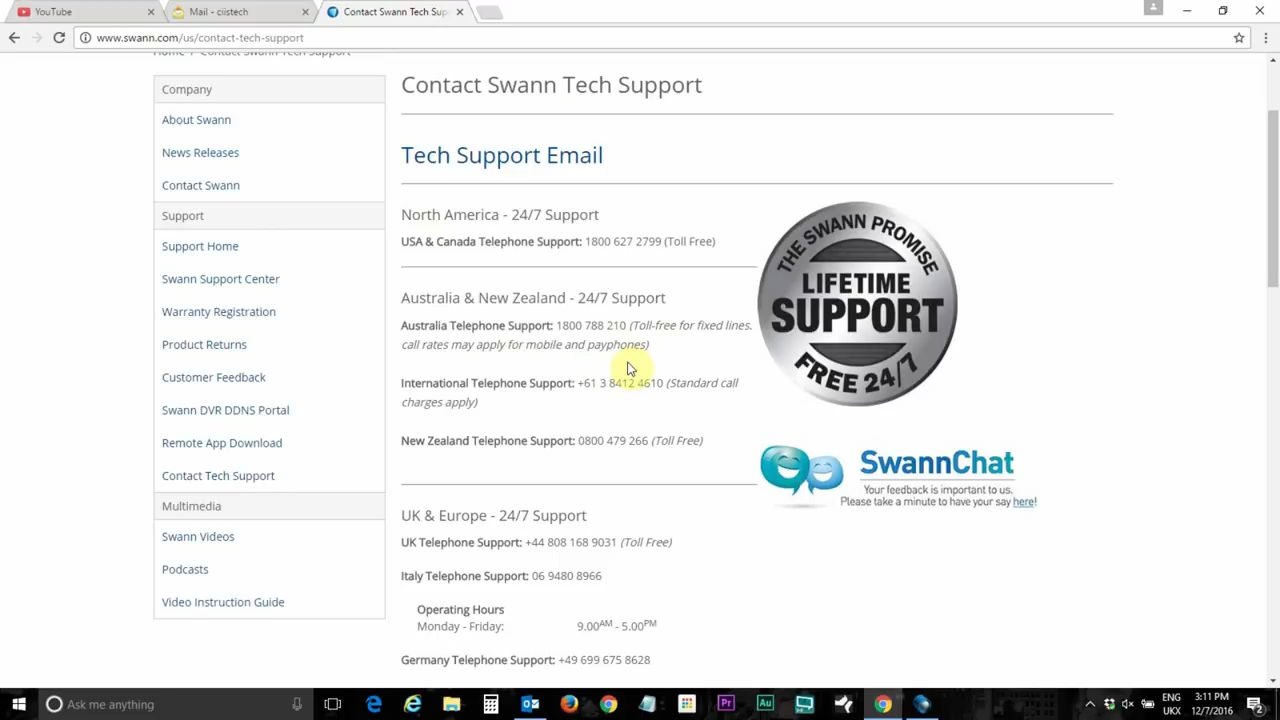 YouTube
Mail - ciistech
Contact Swann Tech Sup
www.swann.com/us/contact-tech-support
Home / Contact Swann Tech Support
Company
About Swann
News Releases
Contact Swann
Support
Support Home
Swann Support Center
Warranty Registration
Product Returns
Customer Feedback
Swann DVR DDNS Portal
Remote App Download
Contact Tech Support
Multimedia
Swann Videos
Podcasts
Video Instruction Guide
Contact Swann Tech Support
Tech Support Email
North America - 24/7 Support
USA & Canada Telephone Support: 1800 627 2799 (Toll Free)
Australia & New Zealand - 24/7 Support
Australia Telephone Support: 1800 788 210 (Toll-free for fixed lines.
call rates may apply for mobile and payphones)
International Telephone Support: +61 3 8412 4610 (Standard call
charges apply)
New Zealand Telephone Support: 0800 479 266 (Toll Free)
UK & Europe - 24/7 Support
UK Telephone Support: +44 808 168 9031 (Toll Free)
Italy Telephone Support: 06 9480 8966
Operating Hours
Monday - Friday: 9.00AM - 5.00PM
Germany Telephone Support: +49 699 675 8628
THE SWANN PROMISE
LIFETIME
SUPPORT
FREE 24/7
SwannChat
Your feedback is important to us.
Please take a minute to have your say here!
Ask me anything
Pr
Au
ENG
UKX
3:11 PM
12/7/2016
2